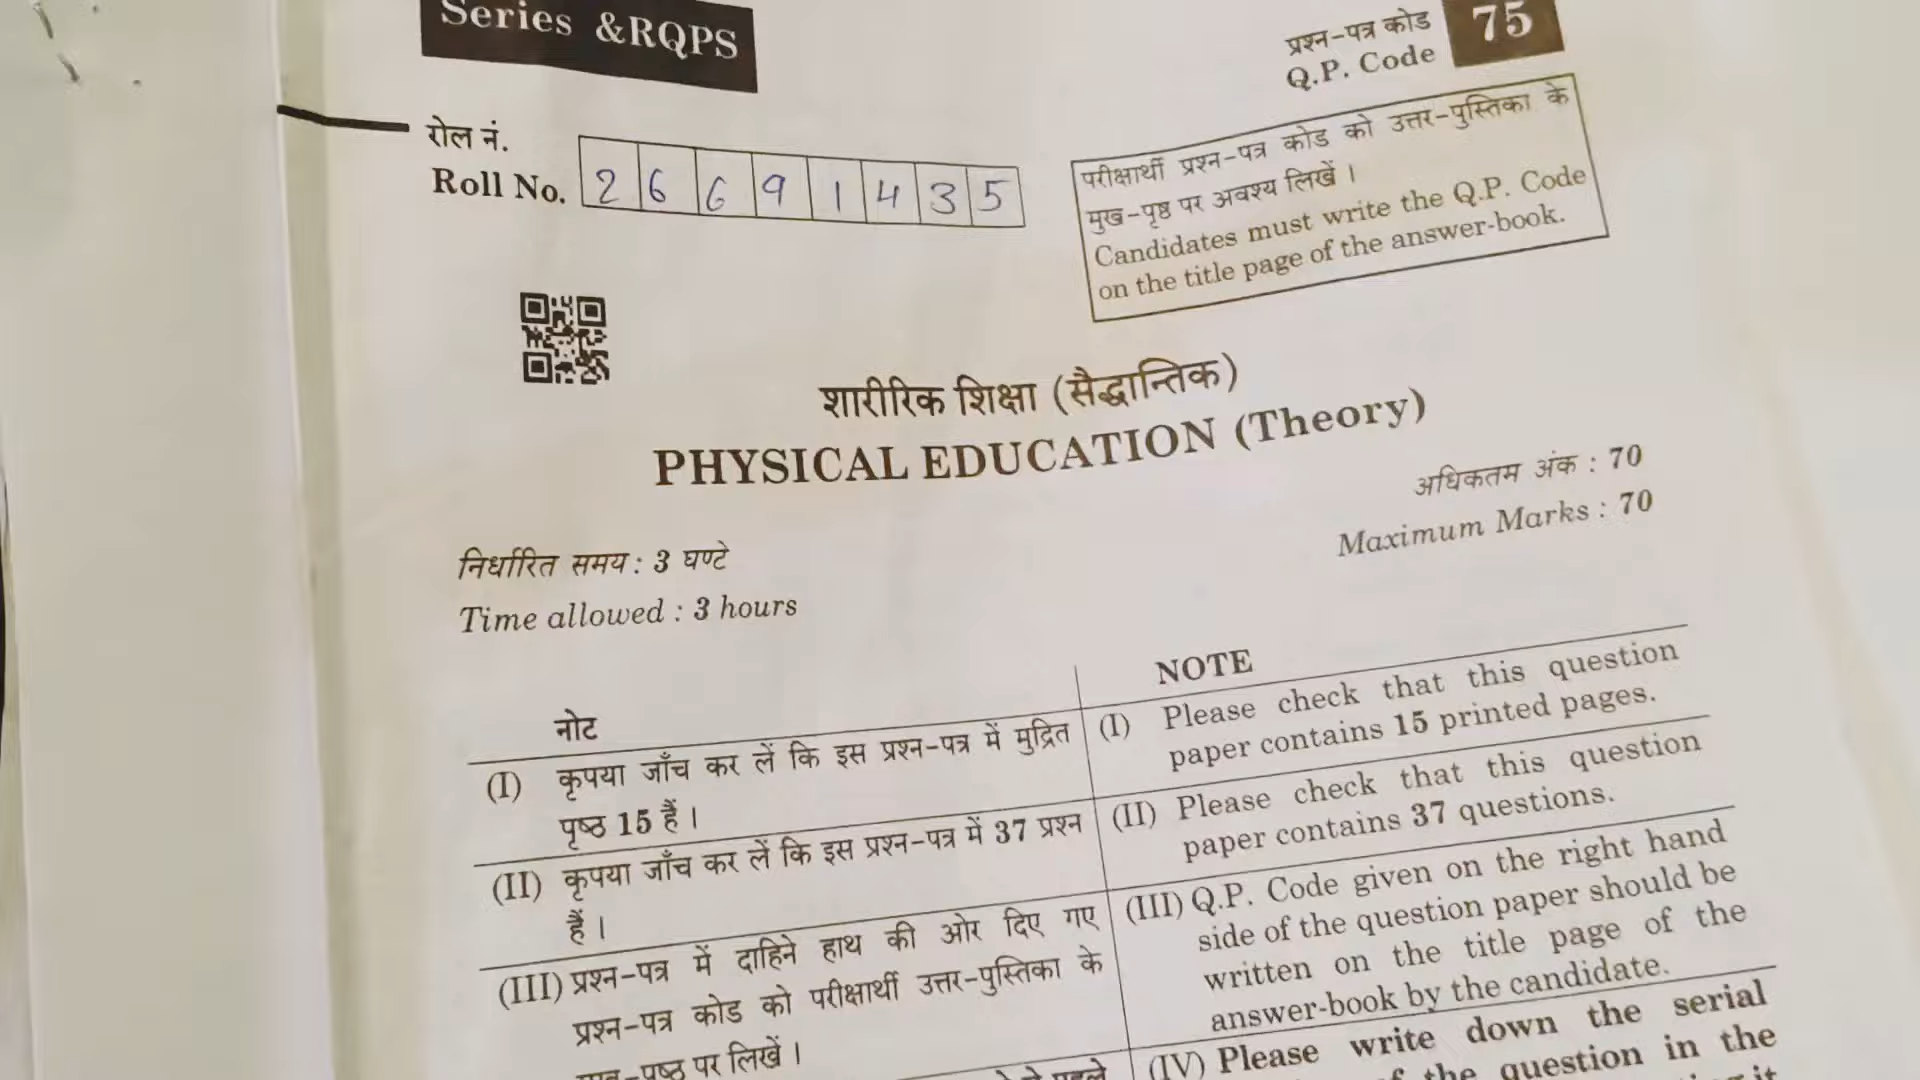 Series &RQPS
प्रश्न-पत्र कोड
Q.P. Code
75
रोल नं.
Roll No.
2 6 6 9 1 4 3 5
परीक्षार्थी प्रश्न-पत्र कोड को उत्तर-पुस्तिका के
मुख-पृष्ठ पर अवश्य लिखें ।
Candidates must write the Q.P. Code
on the title page of the answer-book.
शारीरिक शिक्षा (सैद्धान्तिक)
PHYSICAL EDUCATION (Theory)
अधिकतम अंक : 70
Maximum Marks : 70
निर्धारित समय : 3 घण्टे
Time allowed : 3 hours
नोट
(I) कृपया जाँच कर लें कि इस प्रश्न-पत्र में मुद्रित
पृष्ठ 15 हैं ।
(II) कृपया जाँच कर लें कि इस प्रश्न-पत्र में 37 प्रश्न
हैं ।
(III) प्रश्न-पत्र में दाहिने हाथ की ओर दिए गए
प्रश्न-पत्र कोड को परीक्षार्थी उत्तर-पुस्तिका के
पर लिखें ।
NOTE
(I) Please check that this question
paper contains 15 printed pages.
(II) Please check that this question
paper contains 37 questions.
(III) Q.P. Code given on the right hand
side of the question paper should be
written on the title page of the
answer-book by the candidate.
(IV) Please write down the serial
the question in the